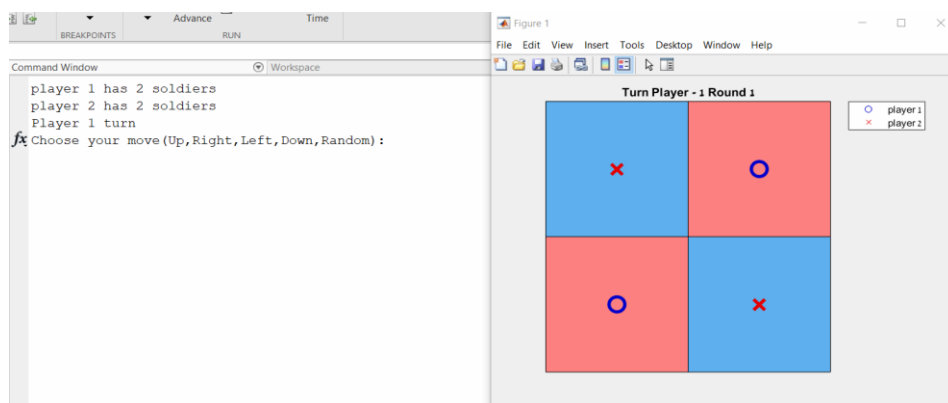 Advance
Time
BREAKPOINTS
RUN
Command Window
Workspace
player 1 has 2 soldiers
player 2 has 2 soldiers
Player 1 turn
fx Choose your move(Up,Right,Left,Down,Random):
Figure 1
File Edit View Insert Tools Desktop Window Help
Turn Player - 1 Round 1
player 1
player 2